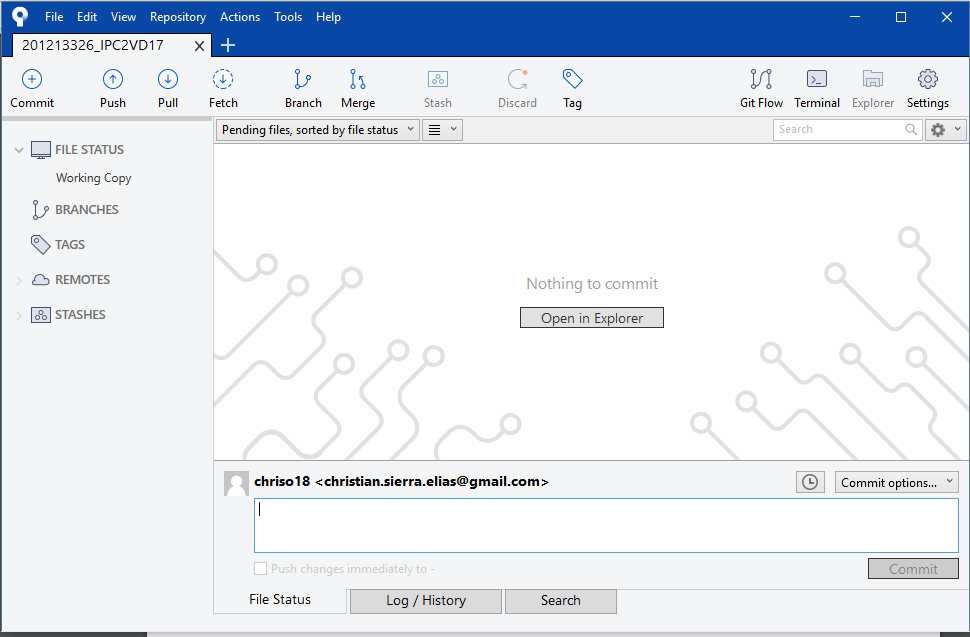 File Edit View Repository Actions Tools Help
201213326_IPC2VD17
Commit Push Pull Fetch Branch Merge Stash Discard Tag Git Flow Terminal Explorer Settings
Pending files, sorted by file status
Search
FILE STATUS
Working Copy
BRANCHES
TAGS
REMOTES
STASHES
Nothing to commit
Open in Explorer
chriso18 <christian.sierra.elias@gmail.com>
Commit options...
Push changes immediately to -
Commit
File Status Log / History Search